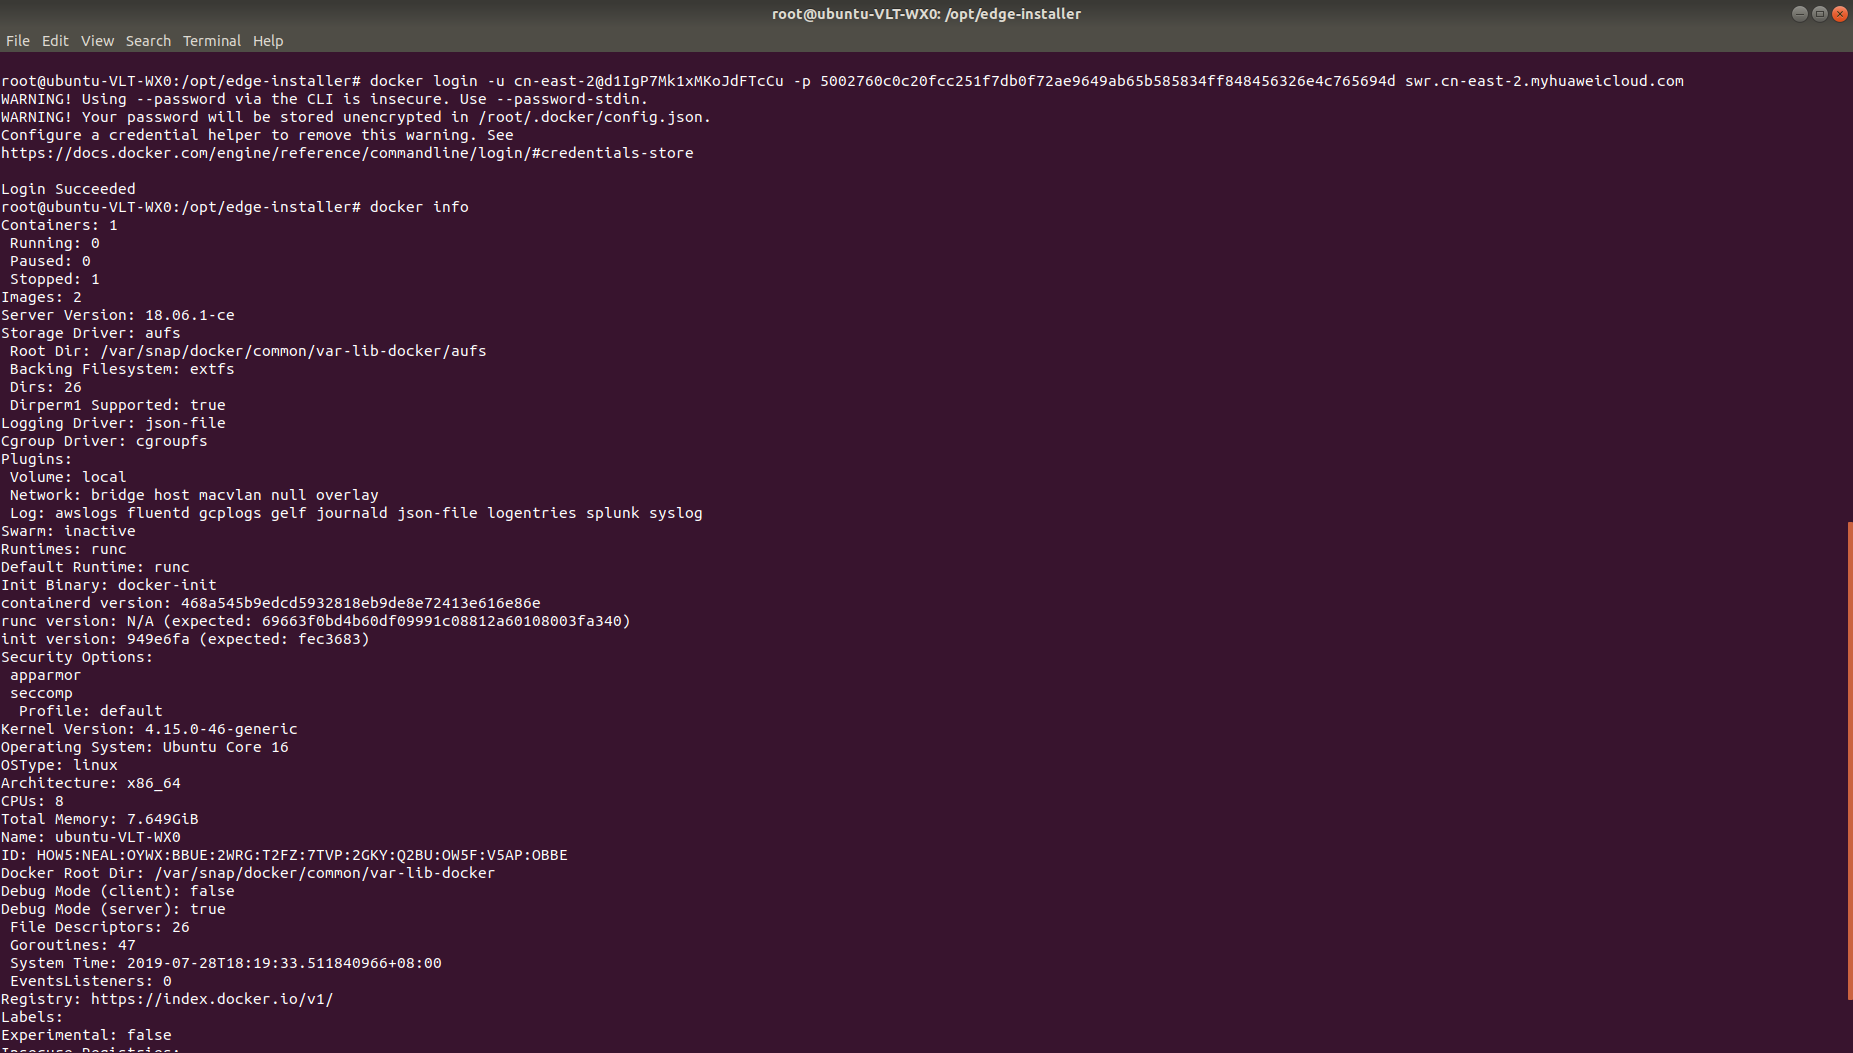 root@ubuntu-VLT-WX0: /opt/edge-installer
File Edit View Search Terminal Help
root@ubuntu-VLT-WX0:/opt/edge-installer# docker login -u cn-east-2@d1IgP7Mk1xMKoJdFTcCu -p 5002760c0c20fcc251f7db0f72ae9649ab65b585834ff848456326e4c765694d swr.cn-east-2.myhuaweicloud.com
WARNING! Using --password via the CLI is insecure. Use --password-stdin.
WARNING! Your password will be stored unencrypted in /root/.docker/config.json.
Configure a credential helper to remove this warning. See
https://docs.docker.com/engine/reference/commandline/login/#credentials-store
Login Succeeded
root@ubuntu-VLT-WX0:/opt/edge-installer# docker info
Containers: 1
Running: 0
Paused: 0
Stopped: 1
Images: 2
Server Version: 18.06.1-ce
Storage Driver: aufs
Root Dir: /var/snap/docker/common/var-lib-docker/aufs
Backing Filesystem: extfs
Dirs: 26
Dirperm1 Supported: true
Logging Driver: json-file
Cgroup Driver: cgroupfs
Plugins:
Volume: local
Network: bridge host macvlan null overlay
Log: awslogs fluentd gcplogs gelf journald json-file logentries splunk syslog
Swarm: inactive
Runtimes: runc
Default Runtime: runc
Init Binary: docker-init
containerd version: 468a545b9edcd5932818eb9de8e72413e616e86e
runc version: N/A (expected: 69663f0bd4b60df09991c08812a60108003fa340)
init version: 949e6fa (expected: fec3683)
Security Options:
apparmor
seccomp
Profile: default
Kernel Version: 4.15.0-46-generic
Operating System: Ubuntu Core 16
OSType: linux
Architecture: x86_64
CPUs: 8
Total Memory: 7.649GiB
Name: ubuntu-VLT-WX0
ID: HOW5:NEAL:OYWX:BBUE:2WRG:T2FZ:7TVP:2GKY:Q2BU:OW5F:V5AP:OBBE
Docker Root Dir: /var/snap/docker/common/var-lib-docker
Debug Mode (client): false
Debug Mode (server): true
File Descriptors: 26
Goroutines: 47
System Time: 2019-07-28T18:19:33.511840966+08:00
EventsListeners: 0
Registry: https://index.docker.io/v1/
Labels:
Experimental: false
Insecure Registries: